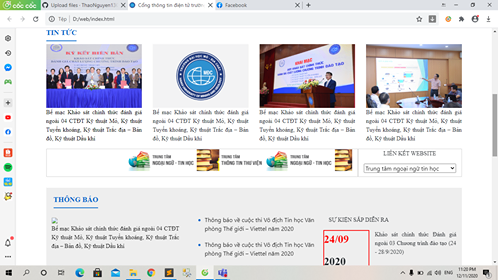 cốc cốc
Upload files · ThaoNguyen13
Cổng thông tin điện tử trường
Facebook
Tệp
D:/web/index.html
TIN TỨC
KÝ KẾT BIÊN BẢN
Bế mạc Khảo sát chính thức đánh giá ngoài 04 CTĐT Kỹ thuật Mỏ, Kỹ thuật Tuyển khoáng, Kỹ thuật Trắc địa – Bản đồ, Kỹ thuật Dầu khí
MDC
Bế mạc Khảo sát chính thức đánh giá ngoài 04 CTĐT Kỹ thuật Mỏ, Kỹ thuật Tuyển khoáng, Kỹ thuật Trắc địa – Bản đồ, Kỹ thuật Dầu khí
Bế mạc Khảo sát chính thức đánh giá ngoài 04 CTĐT Kỹ thuật Mỏ, Kỹ thuật Tuyển khoáng, Kỹ thuật Trắc địa – Bản đồ, Kỹ thuật Dầu khí
Bế mạc Khảo sát chính thức đánh giá ngoài 04 CTĐT Kỹ thuật Mỏ, Kỹ thuật Tuyển khoáng, Kỹ thuật Trắc địa – Bản đồ, Kỹ thuật Dầu khí
TRUNG TÂM
NGOẠI NGỮ - TIN HỌC
TRUNG TÂM
THÔNG TIN THƯ VIỆN
TRUNG TÂM
NGOẠI NGỮ - TIN HỌC
LIÊN KẾT WEBSITE
Trung tâm ngoại ngữ tin học
THÔNG BÁO
Bế mạc Khảo sát chính thức đánh giá ngoài 04 CTĐT
Kỹ thuật Mỏ, Kỹ thuật Tuyển khoáng, Kỹ thuật Trắc
địa – Bản đồ, Kỹ thuật Dầu khí
Thông báo về cuộc thi Vô địch Tin học Văn
phòng Thế giới – Viettel năm 2020
Thông báo về cuộc thi Vô địch Tin học Văn
phòng Thế giới – Viettel năm 2020
SỰ KIỆN SẮP DIỄN RA
24/09
2020
Khảo sát chính thức Đánh giá
ngoài 03 Chương trình đào tạo (24
- 28/9/2020)
11:20 PM
12/11/2020